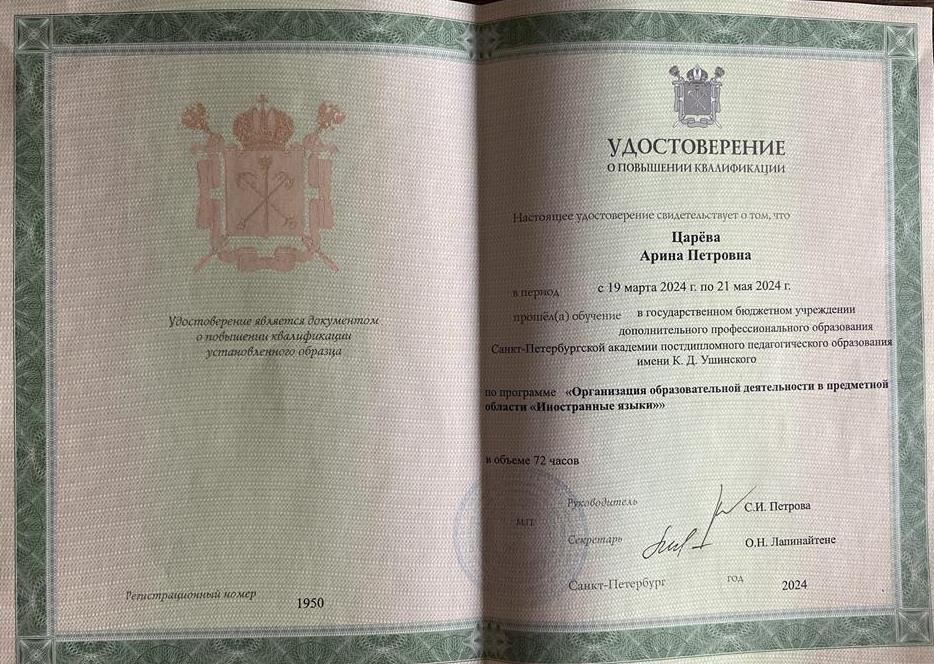 Удостоверение является документом
о повышении квалификации
установленного образца
Регистрационный номер
1950
УДОСТОВЕРЕНИЕ
О ПОВЫШЕНИИ КВАЛИФИКАЦИИ
Настоящее удостоверение свидетельствует о том, что
Царёва
Арина Петровна
в период с 19 марта 2024 г. по 21 мая 2024 г.
прошёл(а) обучение в государственном бюджетном учреждении
дополнительного профессионального образования
Санкт-Петербургской академии постдипломного педагогического образования
имени К. Д. Ушинского
по программе «Организация образовательной деятельности в предметной
области «Иностранные языки»»
в объеме 72 часов
Руководитель С.И. Петрова
М.П.
Секретарь О.Н. Лапинайтене
Санкт-Петербург год 2024